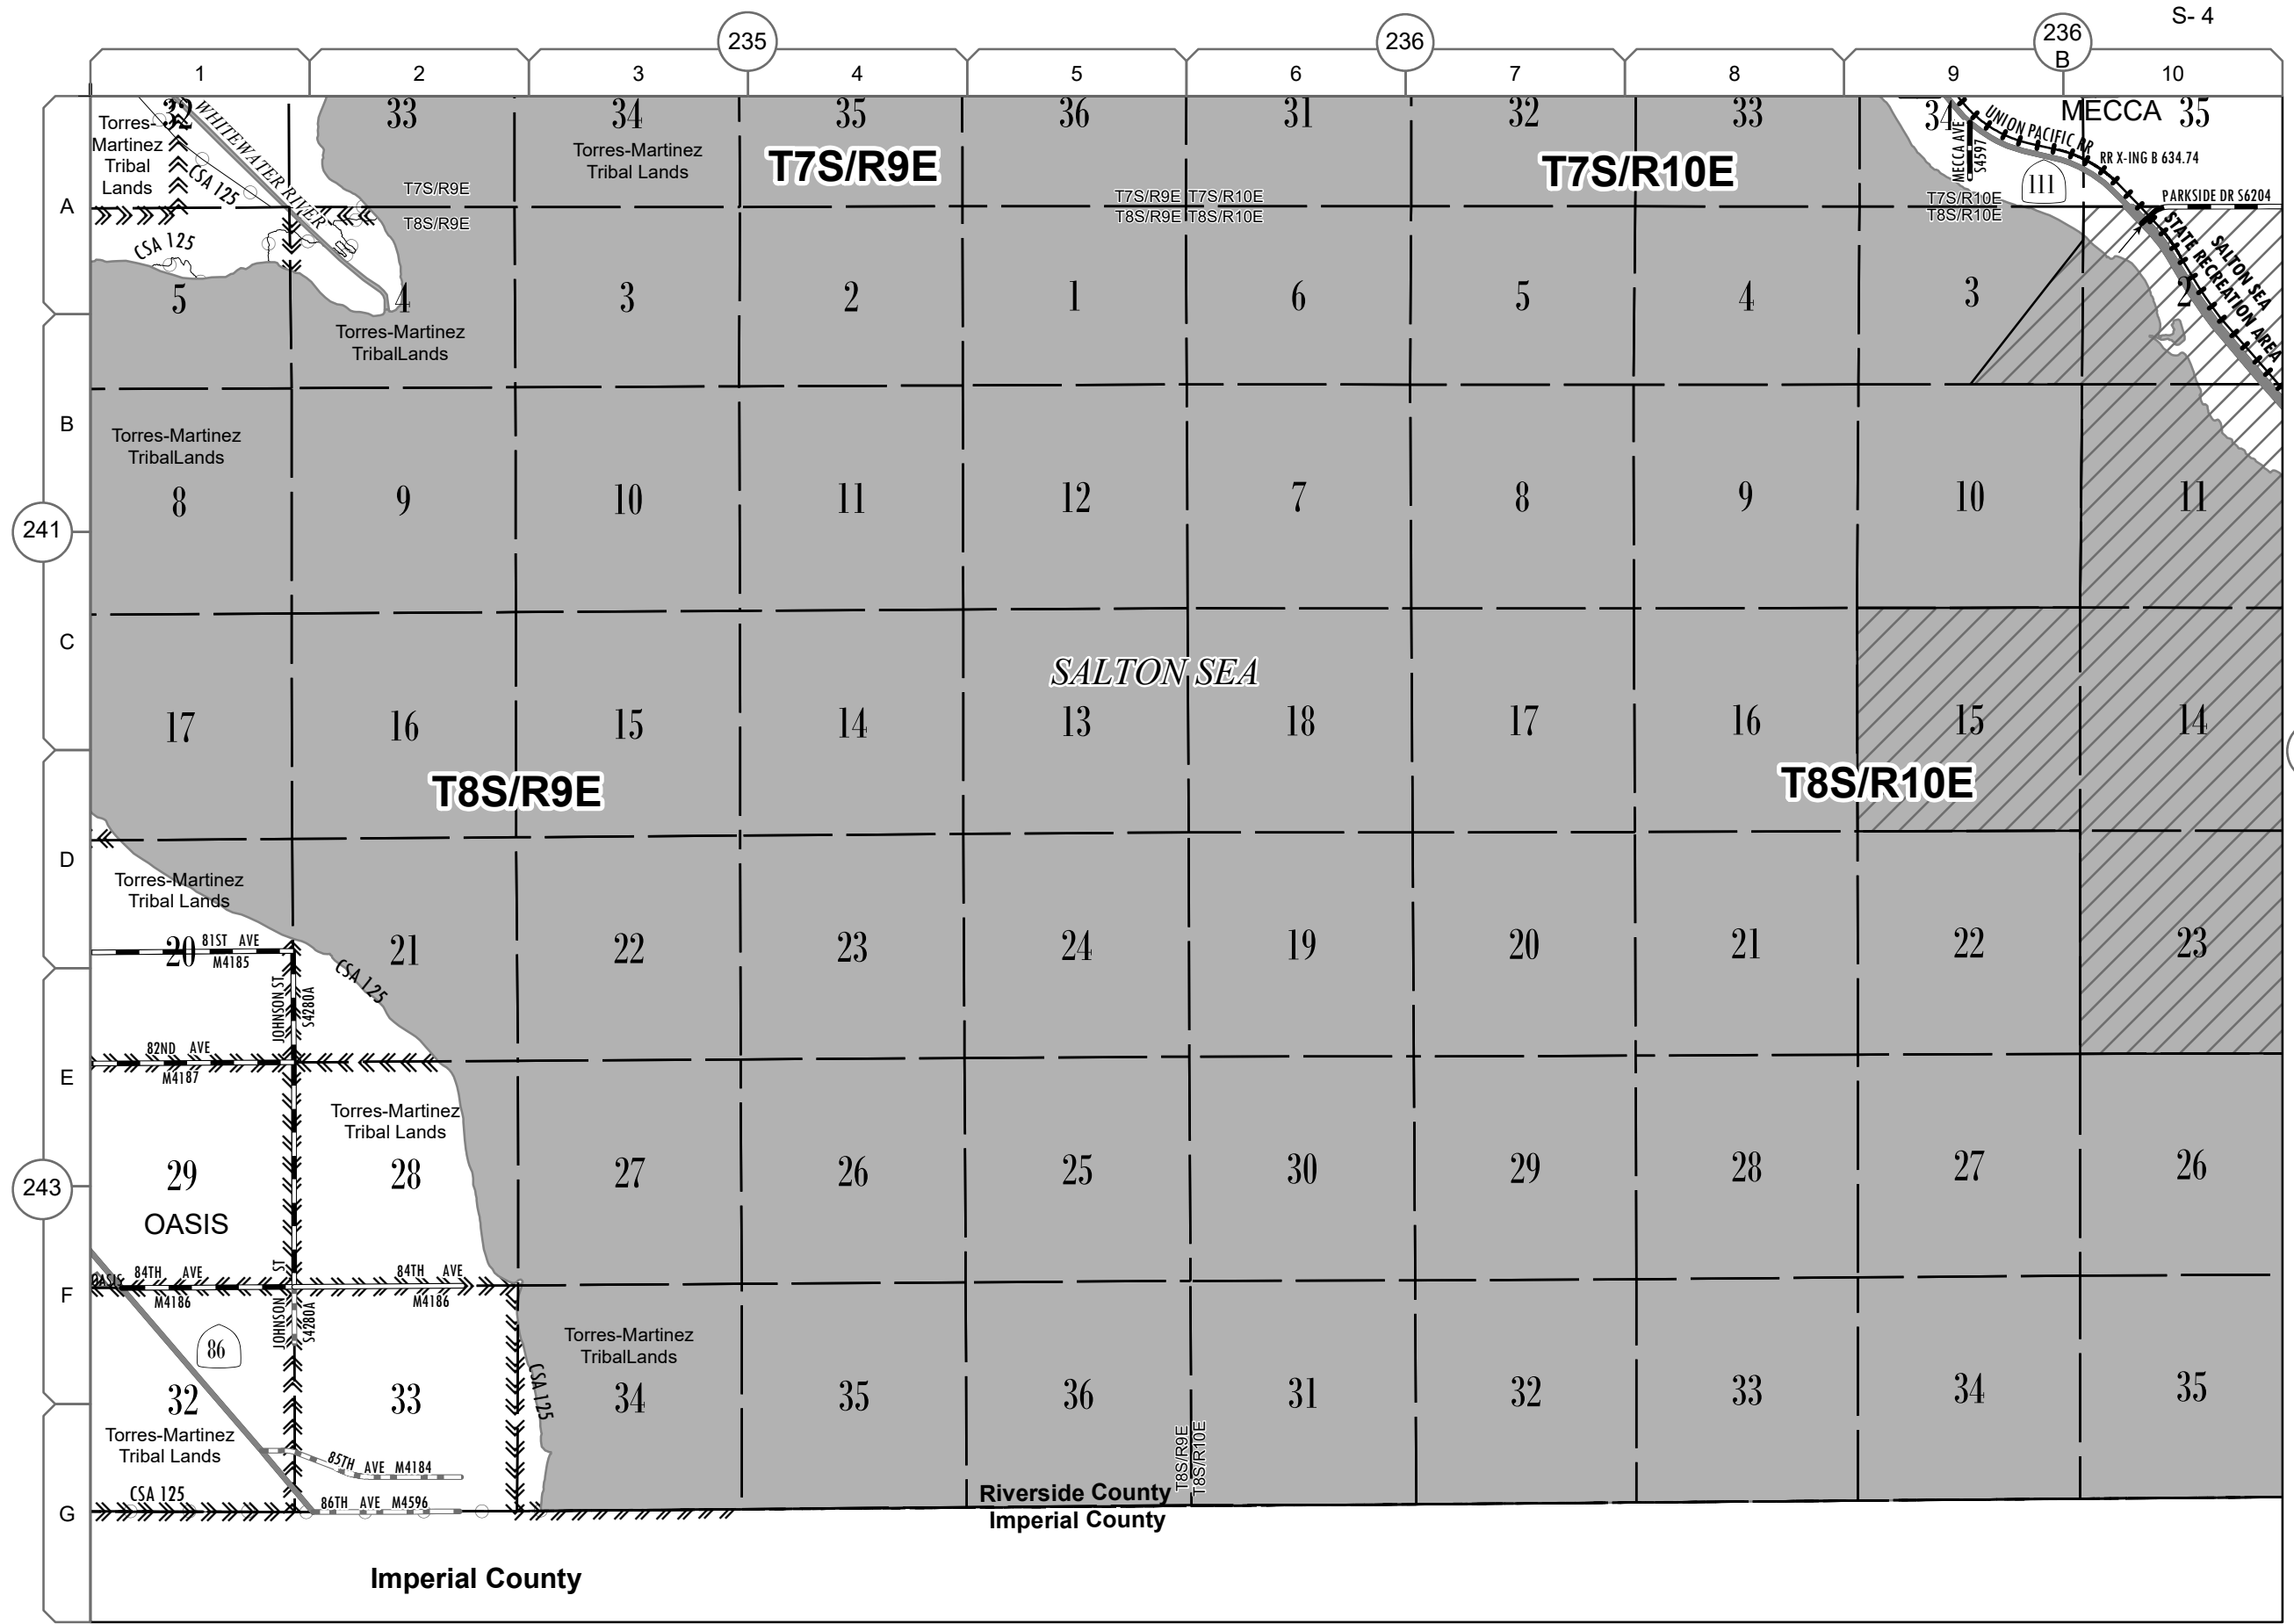 S- 4
235
236
236
B
1
2
3
4
5
6
7
8
9
10
A
B
C
D
E
F
G
241
243
32
33
34
35
36
31
32
33
34
35
Torres-
Martinez
Tribal
Lands
WHITEWATER RIVER
CSA 125
Torres-Martinez
Tribal Lands
T7S/R9E
T7S/R10E
MECCA
UNION PACIFIC RR
MECCA AVE
S4597
RR X-ING B 634.74
111
PARKSIDE DR S6204
T7S/R9E
T8S/R9E
T7S/R9E
T7S/R10E
T8S/R9E
T8S/R10E
T7S/R10E
T8S/R10E
CSA 125
STATE RECREATION AREA
SALTON SEA
5
4
3
2
1
6
5
4
3
2
Torres-Martinez
TribalLands
Torres-Martinez
TribalLands
8
9
10
11
12
7
8
9
10
11
SALTON SEA
17
16
15
14
13
18
17
16
15
14
T8S/R9E
T8S/R10E
Torres-Martinez
Tribal Lands
20
81ST AVE
M4185
21
22
23
24
19
20
21
22
23
CSA 125
JOHNSON ST
S4280A
82ND AVE
M4187
Torres-Martinez
Tribal Lands
29
28
27
26
25
30
29
28
27
26
OASIS
OASIS
84TH AVE
M4186
84TH AVE
M4186
JOHNSON ST
S4280A
86
Torres-Martinez
TribalLands
CSA 125
32
33
34
35
36
31
32
33
34
35
Torres-Martinez
Tribal Lands
T8S/R9E
T8S/R10E
85TH AVE M4184
CSA 125
86TH AVE M4596
Riverside County
Imperial County
Imperial County